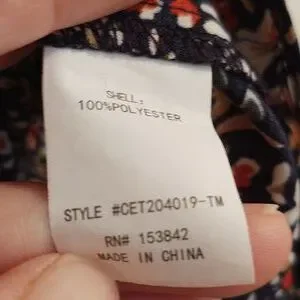 SHELL:
100%POLYESTER
STYLE #CET204019-TM
RN# 153842
MADE IN CHINA